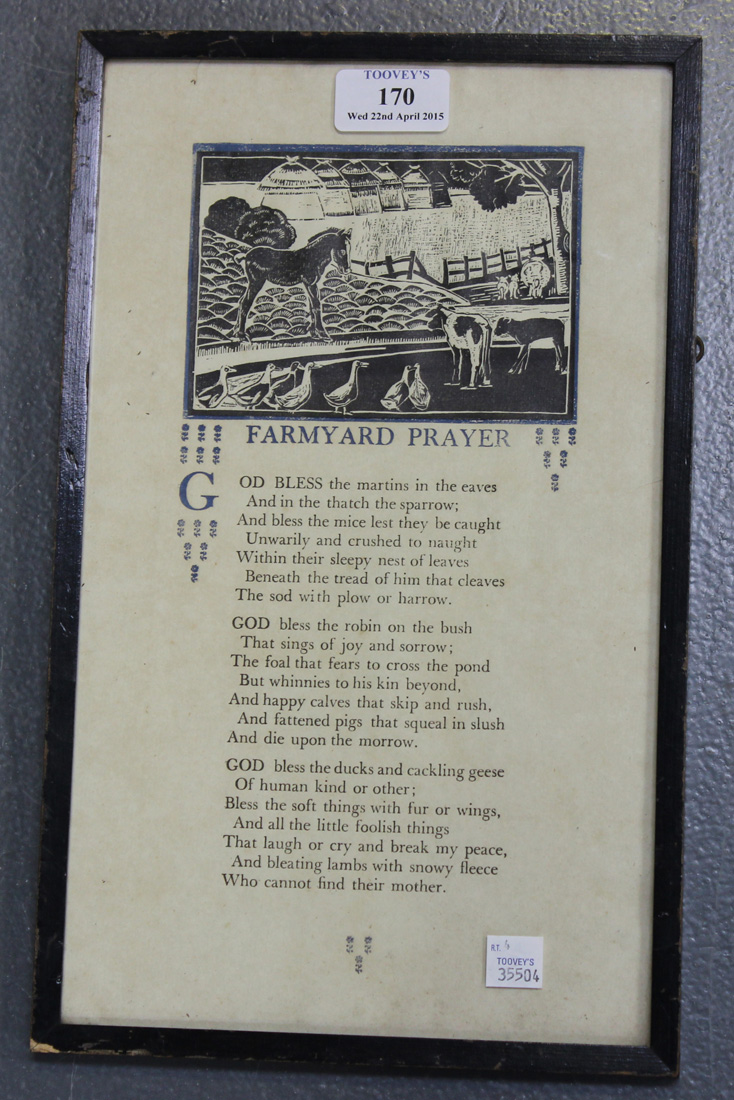 TOOVEY'S
170
Wed 22nd April 2015
FARMYARD PRAYER
GOD BLESS the martins in the eaves
And in the thatch the sparrow;
And bless the mice lest they be caught
Unwarily and crushed to naught
Within their sleepy nest of leaves
Beneath the tread of him that cleaves
The sod with plow or harrow.
GOD bless the robin on the bush
That sings of joy and sorrow;
The foal that fears to cross the pond
But whinnies to his kin beyond,
And happy calves that skip and rush,
And fattened pigs that squeal in slush
And die upon the morrow.
GOD bless the ducks and cackling geese
Of human kind or other;
Bless the soft things with fur or wings,
And all the little foolish things
That laugh or cry and break my peace,
And bleating lambs with snowy fleece
Who cannot find their mother.
R.T.
TOOVEY'S
35504